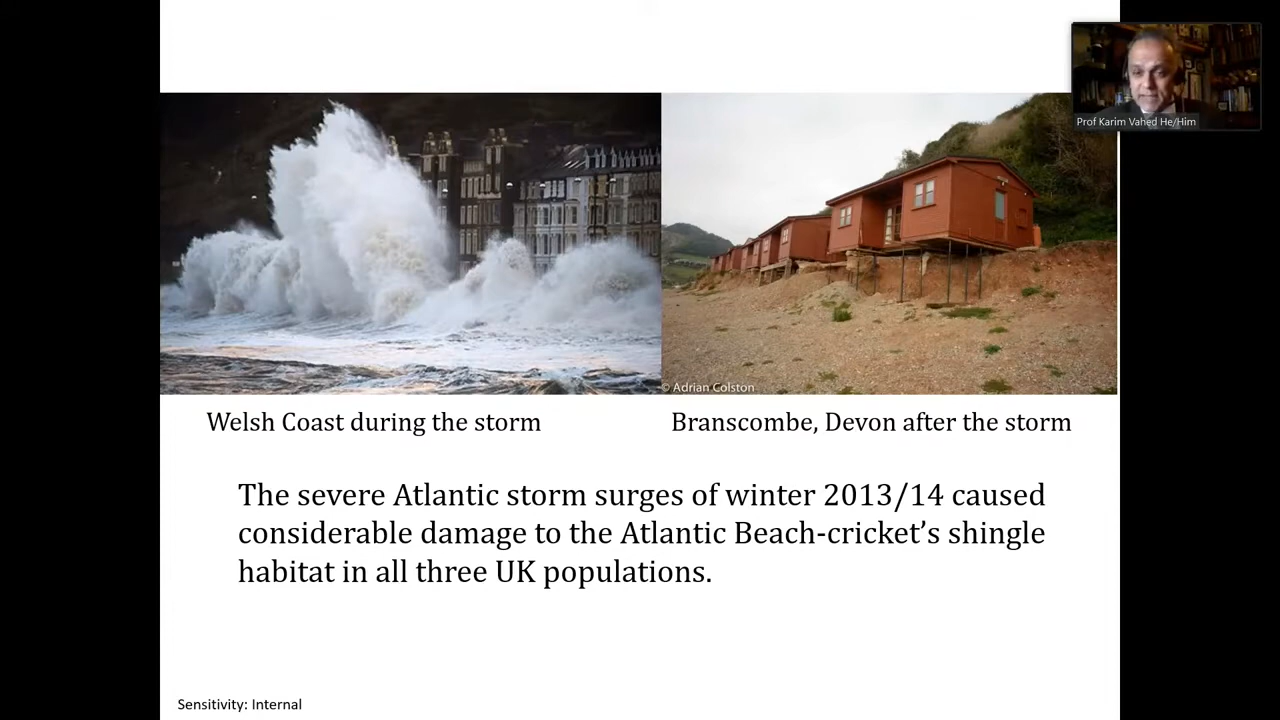 Prof Karim Vahed He/Him
© Adrian Colston
Welsh Coast during the storm
Branscombe, Devon after the storm
The severe Atlantic storm surges of winter 2013/14 caused
considerable damage to the Atlantic Beach-cricket’s shingle
habitat in all three UK populations.
Sensitivity: Internal